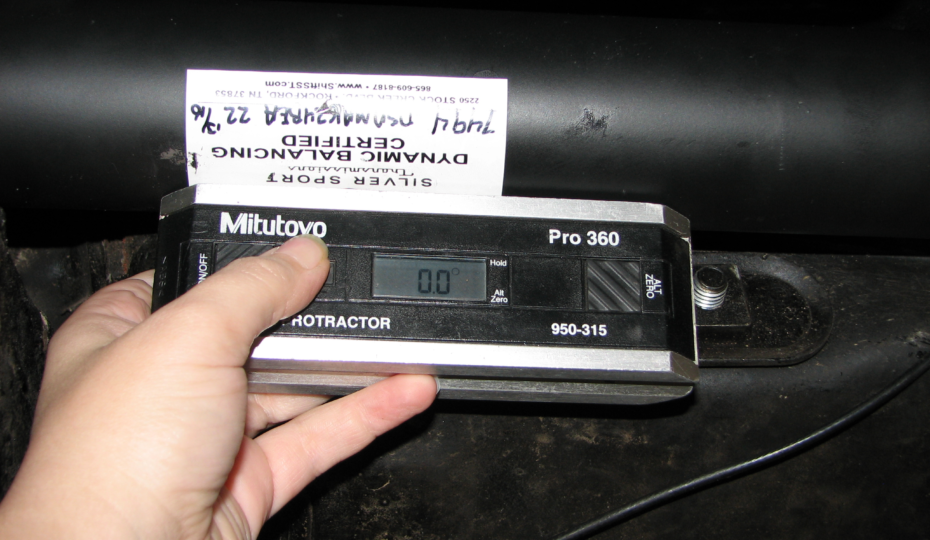 SILVER SPORT
Transmissions
DYNAMIC BALANCING
CERTIFIED
2250 STOCK CREEK BLVD • ROCKFORD, TN 37853
865-609-8187 • www.ShiftSST.com
Mitutoyo
Pro 360
ON/OFF
0.0°
Hold
Alt
Zero
ALT
ZERO
ROTRACTOR
950-315